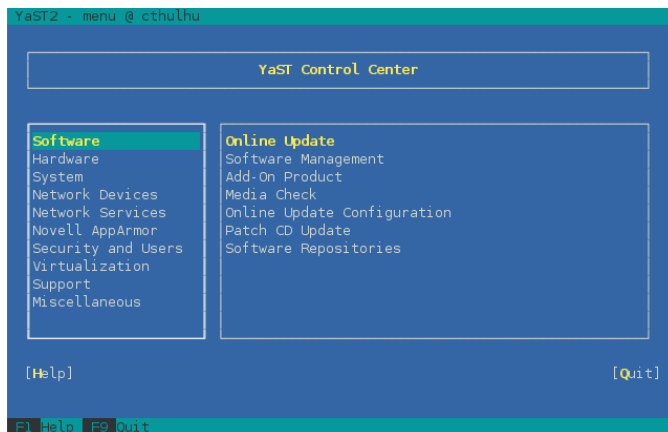 YaST2 - menu @ cthulhu
YaST Control Center
Software
Hardware
System
Network Devices
Network Services
Novell AppArmor
Security and Users
Virtualization
Support
Miscellaneous
Online Update
Software Management
Add-On Product
Media Check
Online Update Configuration
Patch CD Update
Software Repositories
[Help] [Quit]
F1 Help F9 Quit